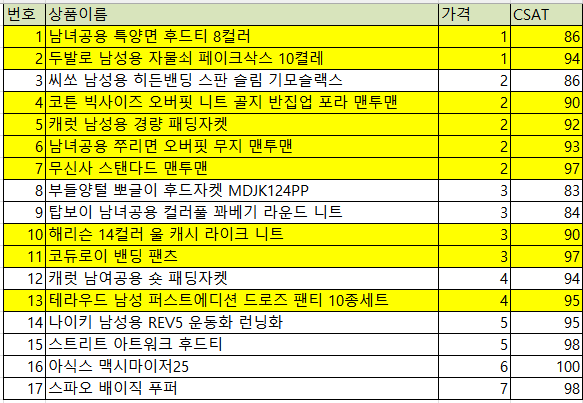 번호 상품이름 가격 CSAT
1 남녀공용 특양면 후드티 8컬러 1 86
2 두발로 남성용 자물쇠 페이크삭스 10켤레 1 94
3 씨쏘 남성용 히든밴딩 스판 슬림 기모슬랙스 2 86
4 코튼 빅사이즈 오버핏 니트 골지 반집업 포라 맨투맨 2 90
5 캐럿 남성용 경량 패딩자켓 2 92
6 남녀공용 쭈리면 오버핏 무지 맨투맨 2 93
7 무신사 스탠다드 맨투맨 2 97
8 부들양털 뽀글이 후드자켓 MDJK124PP 3 83
9 탑보이 남녀공용 컬러풀 꽈베기 라운드 니트 3 84
10 해리슨 14컬러 울 캐시 라이크 니트 3 90
11 코듀로이 밴딩 팬츠 3 97
12 캐럿 남여공용 숏 패딩자켓 4 94
13 테라우드 남성 퍼스트에디션 드로즈 팬티 10종세트 4 95
14 나이키 남성용 REV5 운동화 런닝화 5 95
15 스트리트 아트워크 후드티 5 98
16 아식스 맥시마이저25 6 100
17 스파오 배이직 푸퍼 7 98